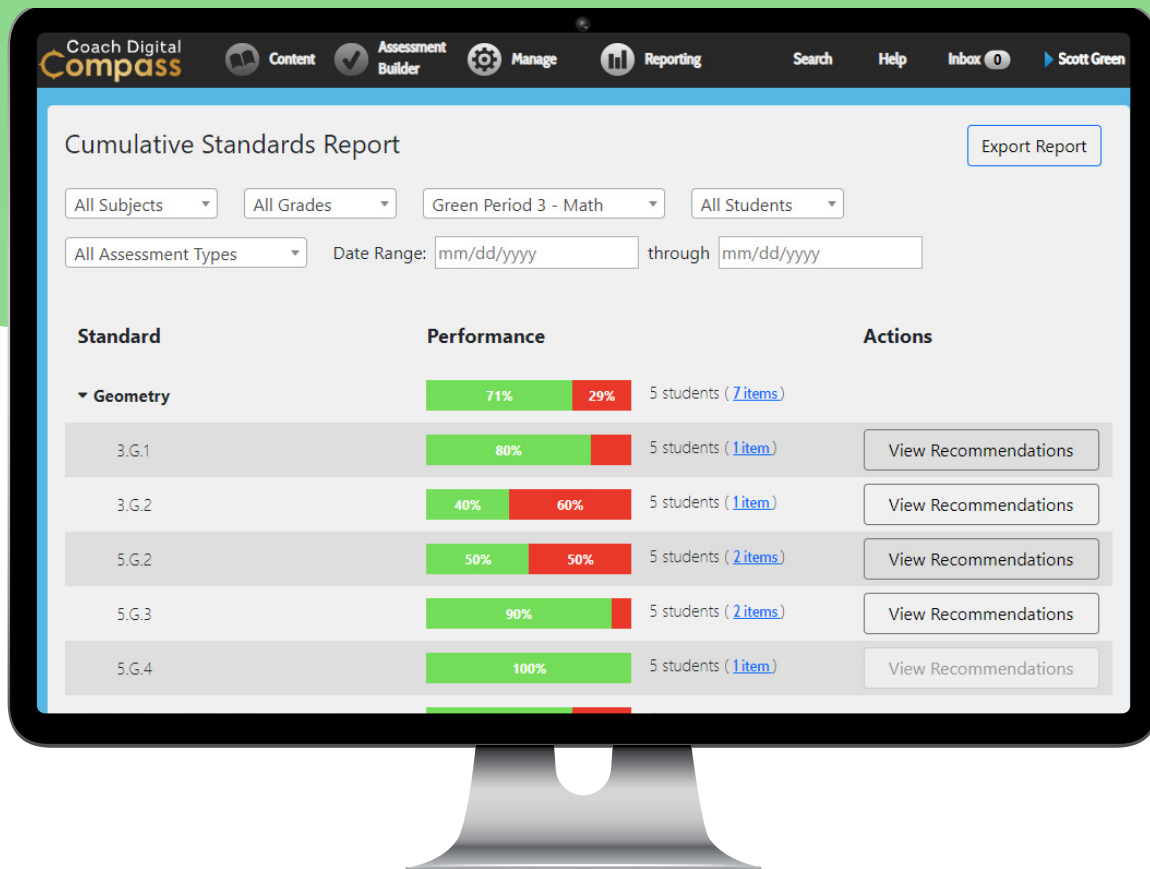 Coach Digital
Compass
Content
Assessment
Builder
Manage
Reporting
Search
Help
Inbox 0
Scott Green
Cumulative Standards Report
Export Report
All Subjects
All Grades
Green Period 3 - Math
All Students
All Assessment Types
Date Range: mm/dd/yyyy through mm/dd/yyyy
Standard Performance Actions
Geometry 71% 29% 5 students ( 7 items )
3.G.1 80% 5 students ( 1 item ) View Recommendations
3.G.2 40% 60% 5 students ( 1 item ) View Recommendations
5.G.2 50% 50% 5 students ( 2 items ) View Recommendations
5.G.3 90% 5 students ( 2 items ) View Recommendations
5.G.4 100% 5 students ( 1 item ) View Recommendations